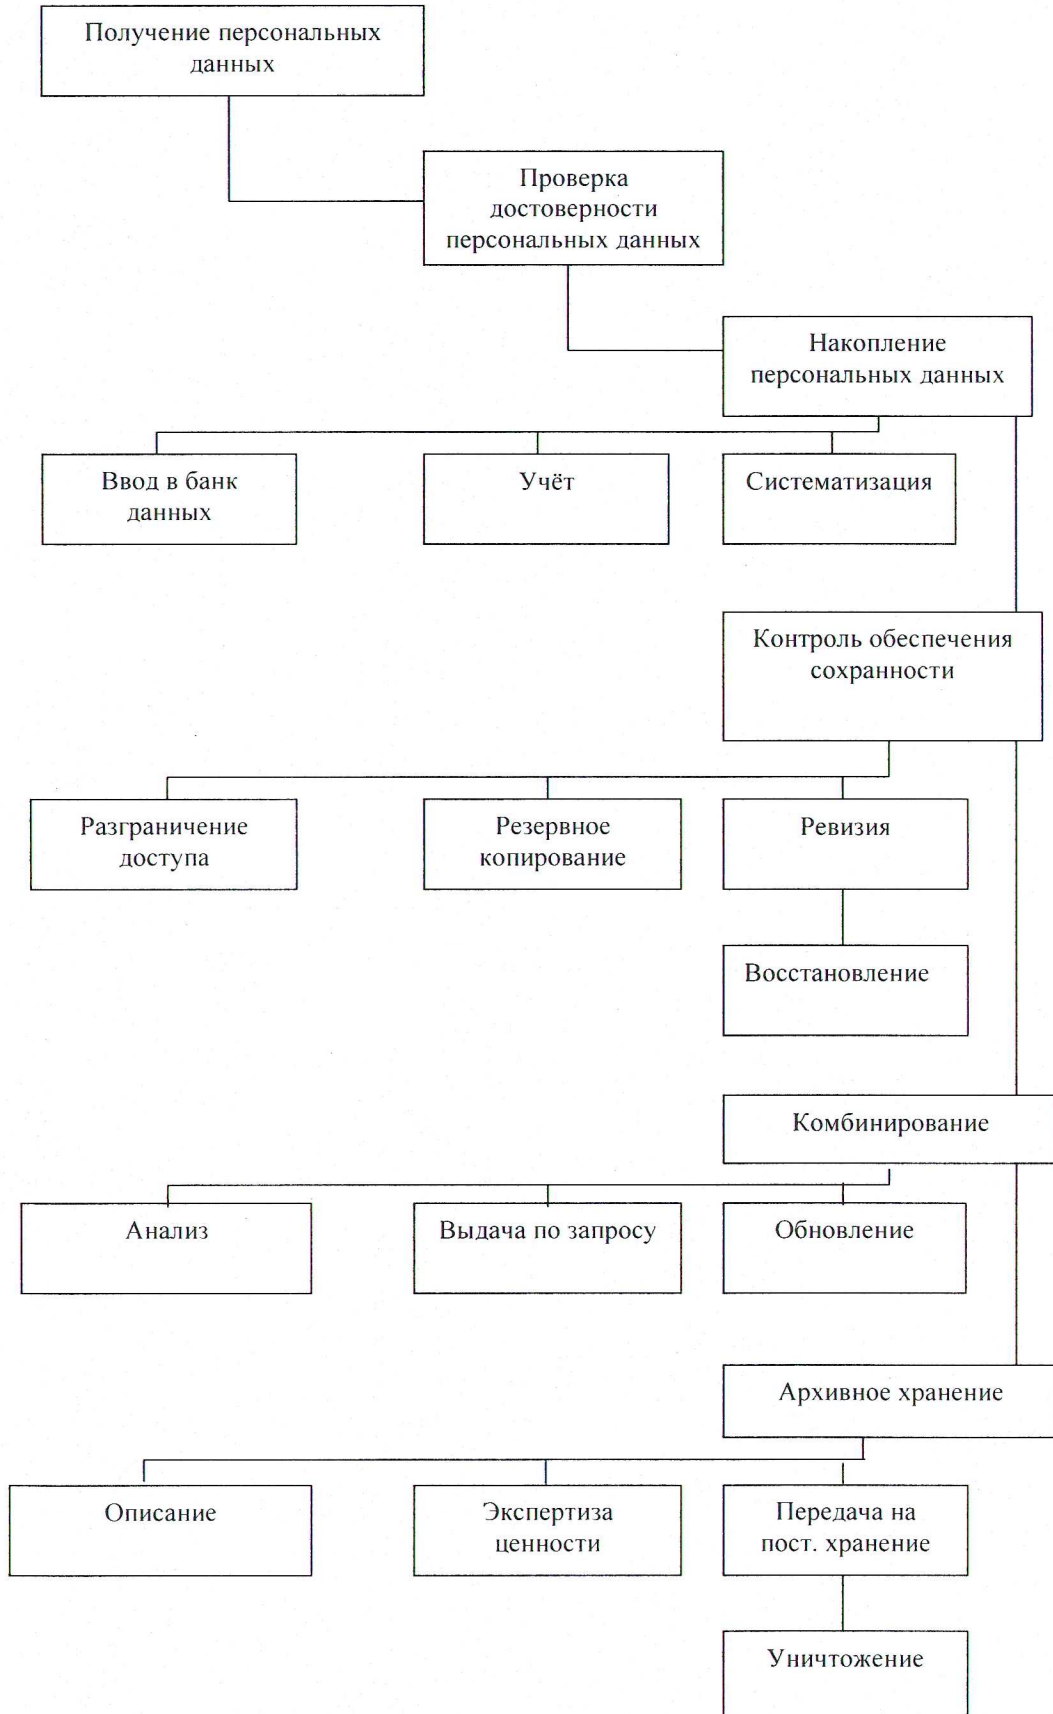 Получение персональных
данных
Проверка
достоверности
персональных данных
Накопление
персональных данных
Ввод в банк
данных
Учёт
Систематизация
Контроль обеспечения
сохранности
Разграничение
доступа
Резервное
копирование
Ревизия
Восстановление
Комбинирование
Анализ
Выдача по запросу
Обновление
Архивное хранение
Описание
Экспертиза
ценности
Передача на
пост. хранение
Уничтожение